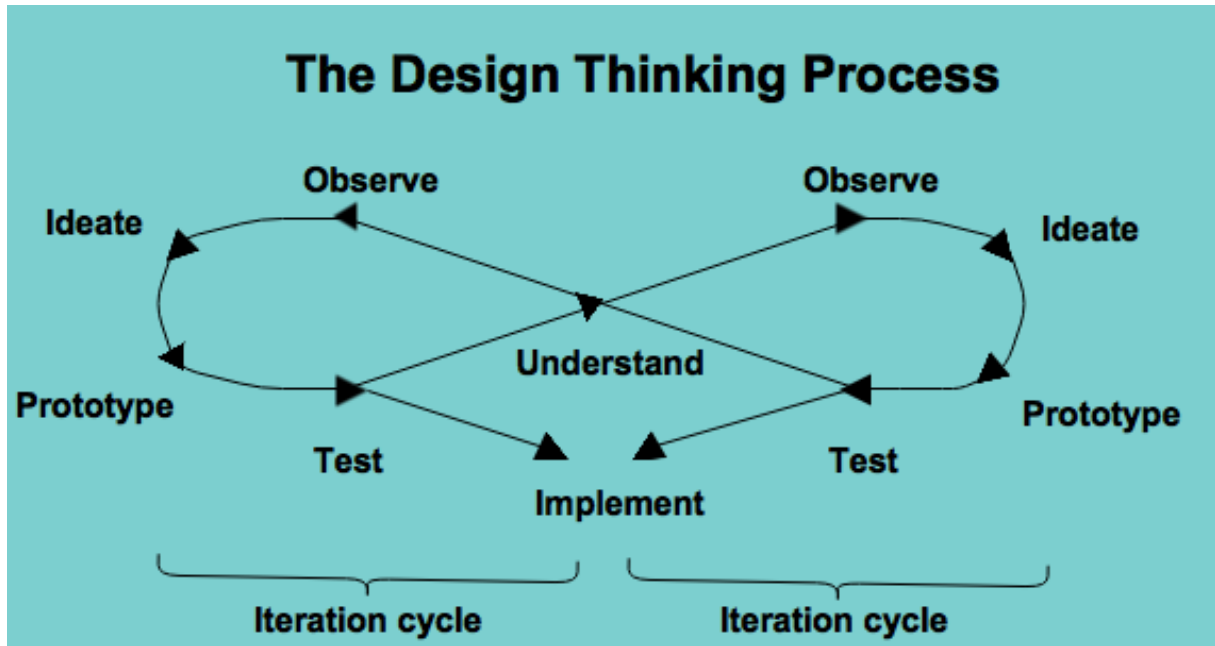 The Design Thinking Process
Observe
Observe
Ideate
Ideate
Understand
Prototype
Prototype
Test
Test
Implement
Iteration cycle
Iteration cycle